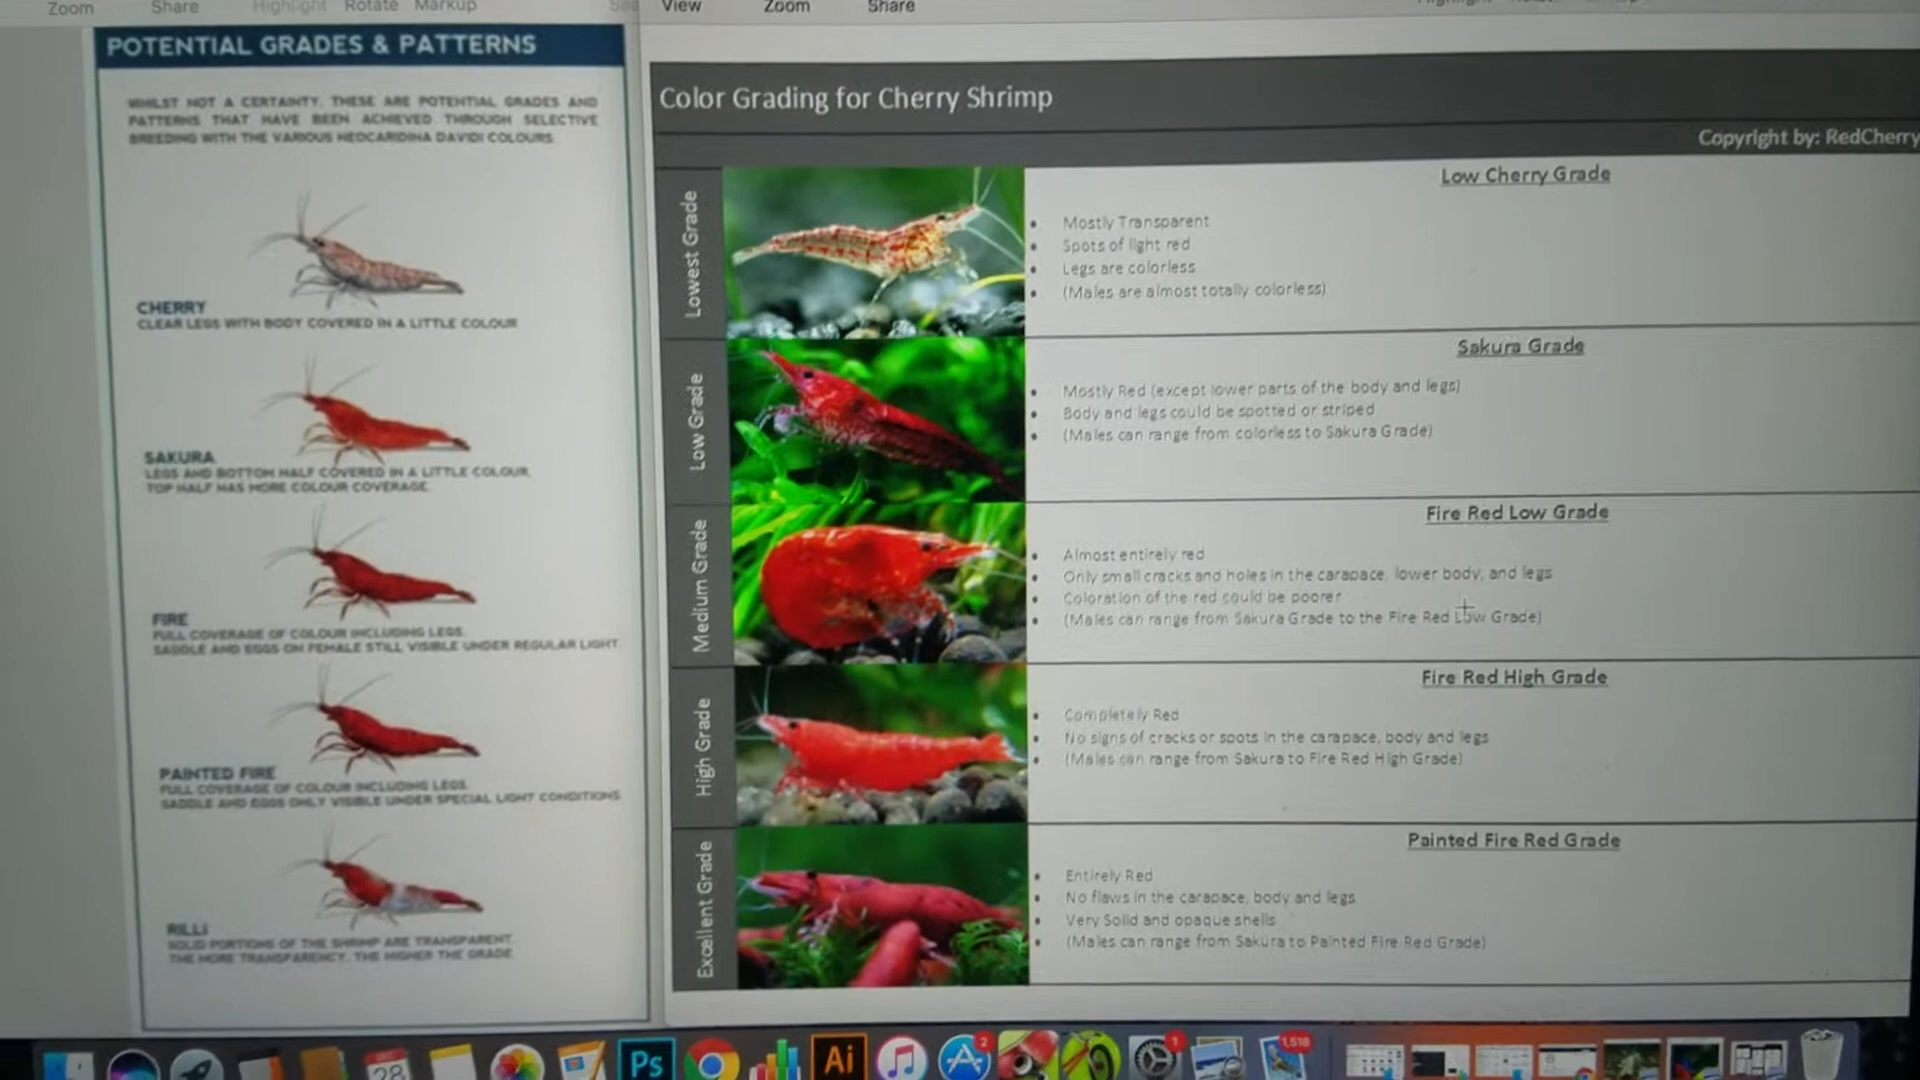 Zoom
Share
Highlight
Rotate
Markup
View
Zoom
Share
POTENTIAL GRADES & PATTERNS
WHILST NOT A CERTAINTY, THESE ARE POTENTIAL GRADES AND
PATTERNS THAT HAVE BEEN ACHIEVED THROUGH SELECTIVE
BREEDING WITH THE VARIOUS NEOCARIDINA DAVIDI COLOURS
CHERRY
CLEAR LEGS WITH BODY COVERED IN A LITTLE COLOUR
SAKURA
LEGS AND BOTTOM HALF COVERED IN A LITTLE COLOUR.
TOP HALF HAS MORE COLOUR COVERAGE.
FIRE
FULL COVERAGE OF COLOUR INCLUDING LEGS.
SADDLE AND EGGS ON FEMALE STILL VISIBLE UNDER REGULAR LIGHT.
PAINTED FIRE
FULL COVERAGE OF COLOUR INCLUDING LEGS.
SADDLE AND EGGS ONLY VISIBLE UNDER SPECIAL LIGHT CONDITIONS
RILLI
SOLID PORTIONS OF THE SHRIMP ARE TRANSPARENT.
THE MORE TRANSPARENCY, THE HIGHER THE GRADE
Color Grading for Cherry Shrimp
Copyright by: RedCherry
Lowest Grade
Low Cherry Grade
• Mostly Transparent
• Spots of light red
• Legs are colorless
• (Males are almost totally colorless)
Low Grade
Sakura Grade
• Mostly Red (except lower parts of the body and legs)
• Body and legs could be spotted or striped
• (Males can range from colorless to Sakura Grade)
Medium Grade
Fire Red Low Grade
• Almost entirely red
• Only small cracks and holes in the carapace, lower body, and legs
• Coloration of the red could be poorer
• (Males can range from Sakura Grade to the Fire Red Low Grade)
High Grade
Fire Red High Grade
• Completely Red
• No signs of cracks or spots in the carapace, body and legs
• (Males can range from Sakura to Fire Red High Grade)
Excellent Grade
Painted Fire Red Grade
• Entirely Red
• No flaws in the carapace, body and legs
• Very Solid and opaque shells
• (Males can range from Sakura to Painted Fire Red Grade)
28
Ps
Ai
2
1
1,518